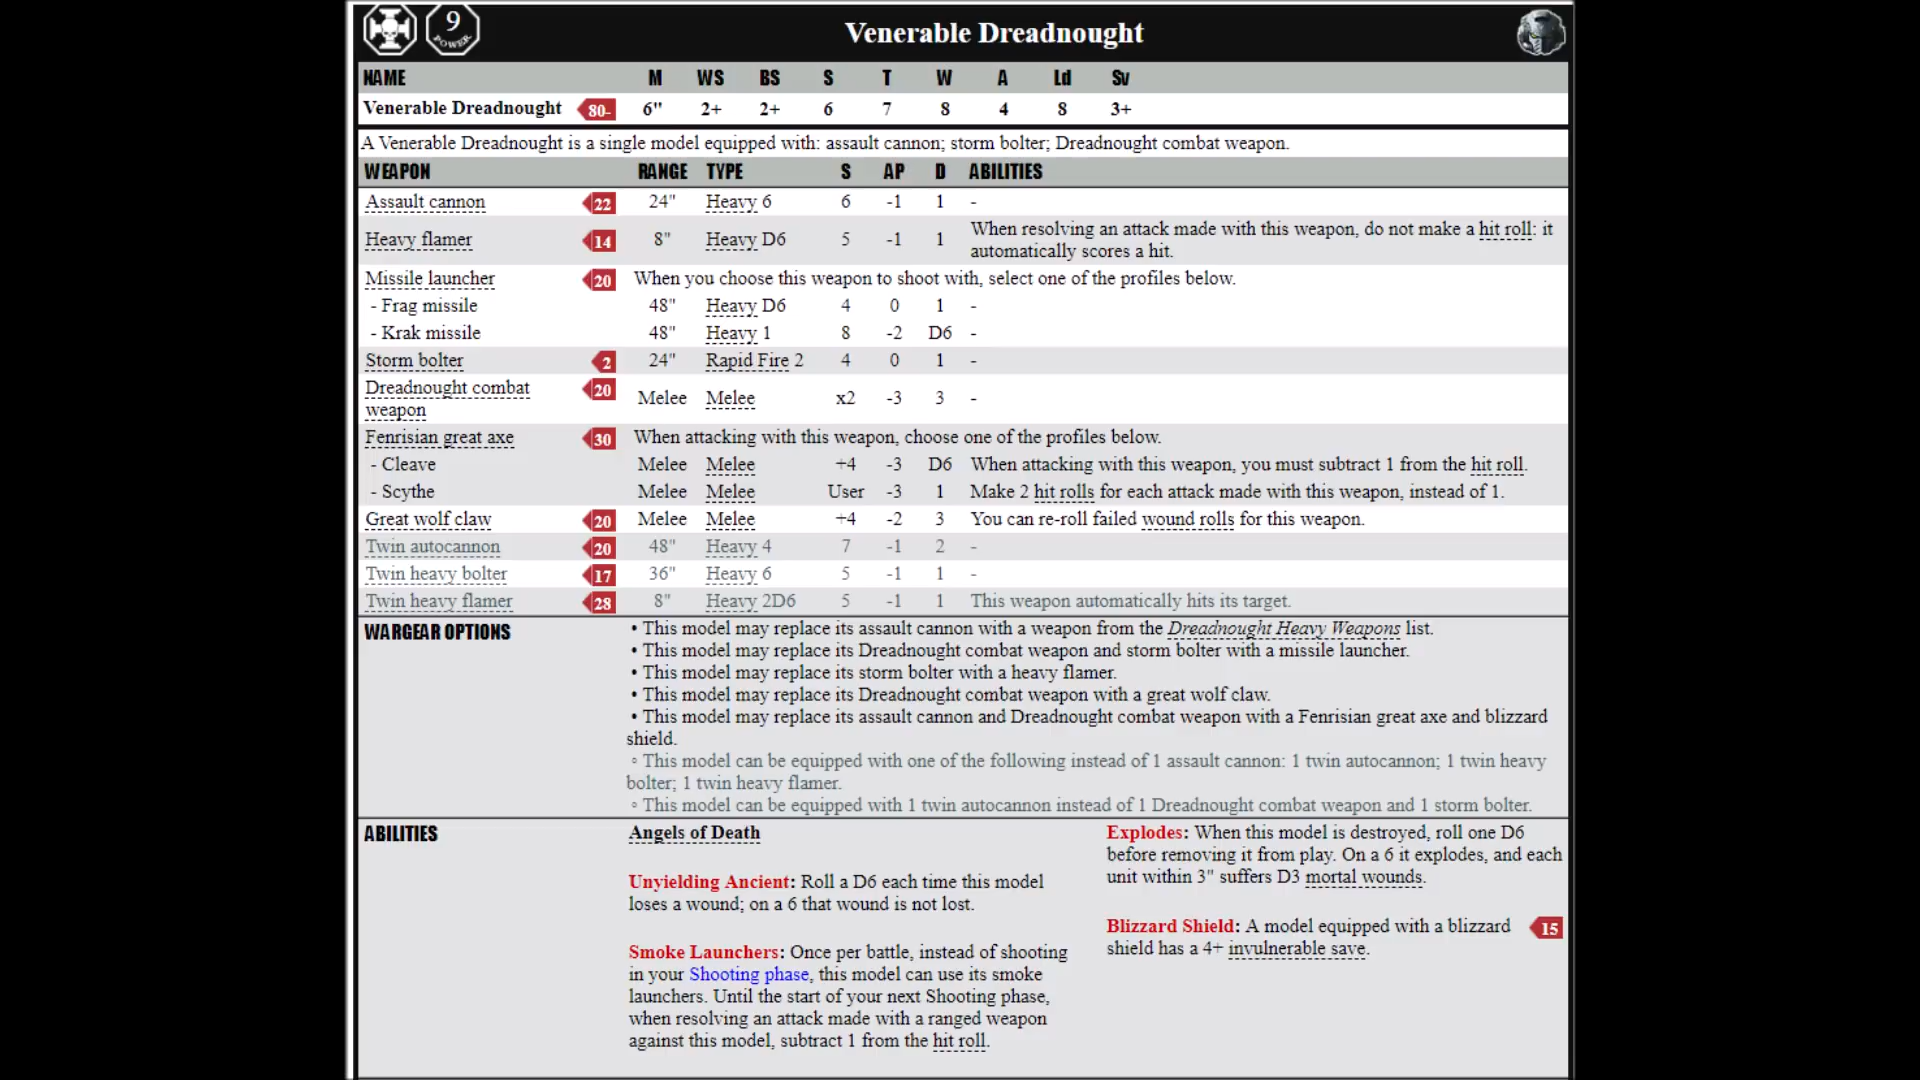 9
POWER
Venerable Dreadnought
NAME M WS BS S T W A Ld Sv
Venerable Dreadnought 80- 6" 2+ 2+ 6 7 8 4 8 3+
A Venerable Dreadnought is a single model equipped with: assault cannon; storm bolter; Dreadnought combat weapon.
WEAPON RANGE TYPE S AP D ABILITIES
Assault cannon 22 24" Heavy 6 6 -1 1 -
Heavy flamer 14 8" Heavy D6 5 -1 1 When resolving an attack made with this weapon, do not make a hit roll: it
automatically scores a hit.
Missile launcher 20 When you choose this weapon to shoot with, select one of the profiles below.
- Frag missile 48" Heavy D6 4 0 1 -
- Krak missile 48" Heavy 1 8 -2 D6 -
Storm bolter 2 24" Rapid Fire 2 4 0 1 -
Dreadnought combat
weapon 20 Melee Melee x2 -3 3 -
Fenrisian great axe 30 When attacking with this weapon, choose one of the profiles below.
- Cleave Melee Melee +4 -3 D6 When attacking with this weapon, you must subtract 1 from the hit roll.
- Scythe Melee Melee User -3 1 Make 2 hit rolls for each attack made with this weapon, instead of 1.
Great wolf claw 20 Melee Melee +4 -2 3 You can re-roll failed wound rolls for this weapon.
Twin autocannon 20 48" Heavy 4 7 -1 2 -
Twin heavy bolter 17 36" Heavy 6 5 -1 1 -
Twin heavy flamer 28 8" Heavy 2D6 5 -1 1 This weapon automatically hits its target.
WARGEAR OPTIONS
• This model may replace its assault cannon with a weapon from the Dreadnought Heavy Weapons list.
• This model may replace its Dreadnought combat weapon and storm bolter with a missile launcher.
• This model may replace its storm bolter with a heavy flamer.
• This model may replace its Dreadnought combat weapon with a great wolf claw.
• This model may replace its assault cannon and Dreadnought combat weapon with a Fenrisian great axe and blizzard
shield.
◦ This model can be equipped with one of the following instead of 1 assault cannon: 1 twin autocannon; 1 twin heavy
bolter; 1 twin heavy flamer.
◦ This model can be equipped with 1 twin autocannon instead of 1 Dreadnought combat weapon and 1 storm bolter.
ABILITIES
Angels of Death
Unyielding Ancient: Roll a D6 each time this model
loses a wound; on a 6 that wound is not lost.
Smoke Launchers: Once per battle, instead of shooting
in your Shooting phase, this model can use its smoke
launchers. Until the start of your next Shooting phase,
when resolving an attack made with a ranged weapon
against this model, subtract 1 from the hit roll.
Explodes: When this model is destroyed, roll one D6
before removing it from play. On a 6 it explodes, and each
unit within 3" suffers D3 mortal wounds.
Blizzard Shield: A model equipped with a blizzard
shield has a 4+ invulnerable save. 15